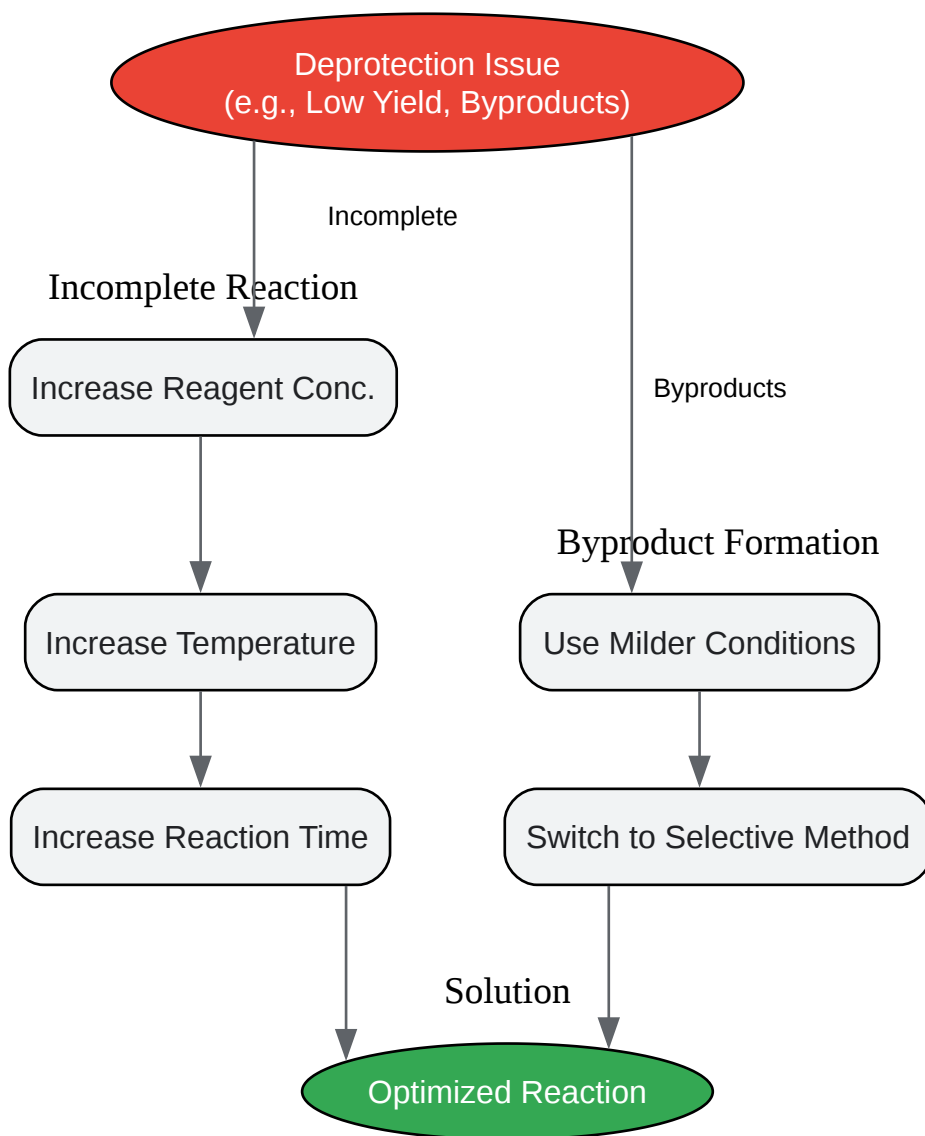 Deprotection Issue
(e.g., Low Yield, Byproducts)
Incomplete
Incomplete Reaction
Increase Reagent Conc.
Byproducts
Byproduct Formation
Increase Temperature
Use Milder Conditions
Increase Reaction Time
Switch to Selective Method
Solution
Optimized Reaction